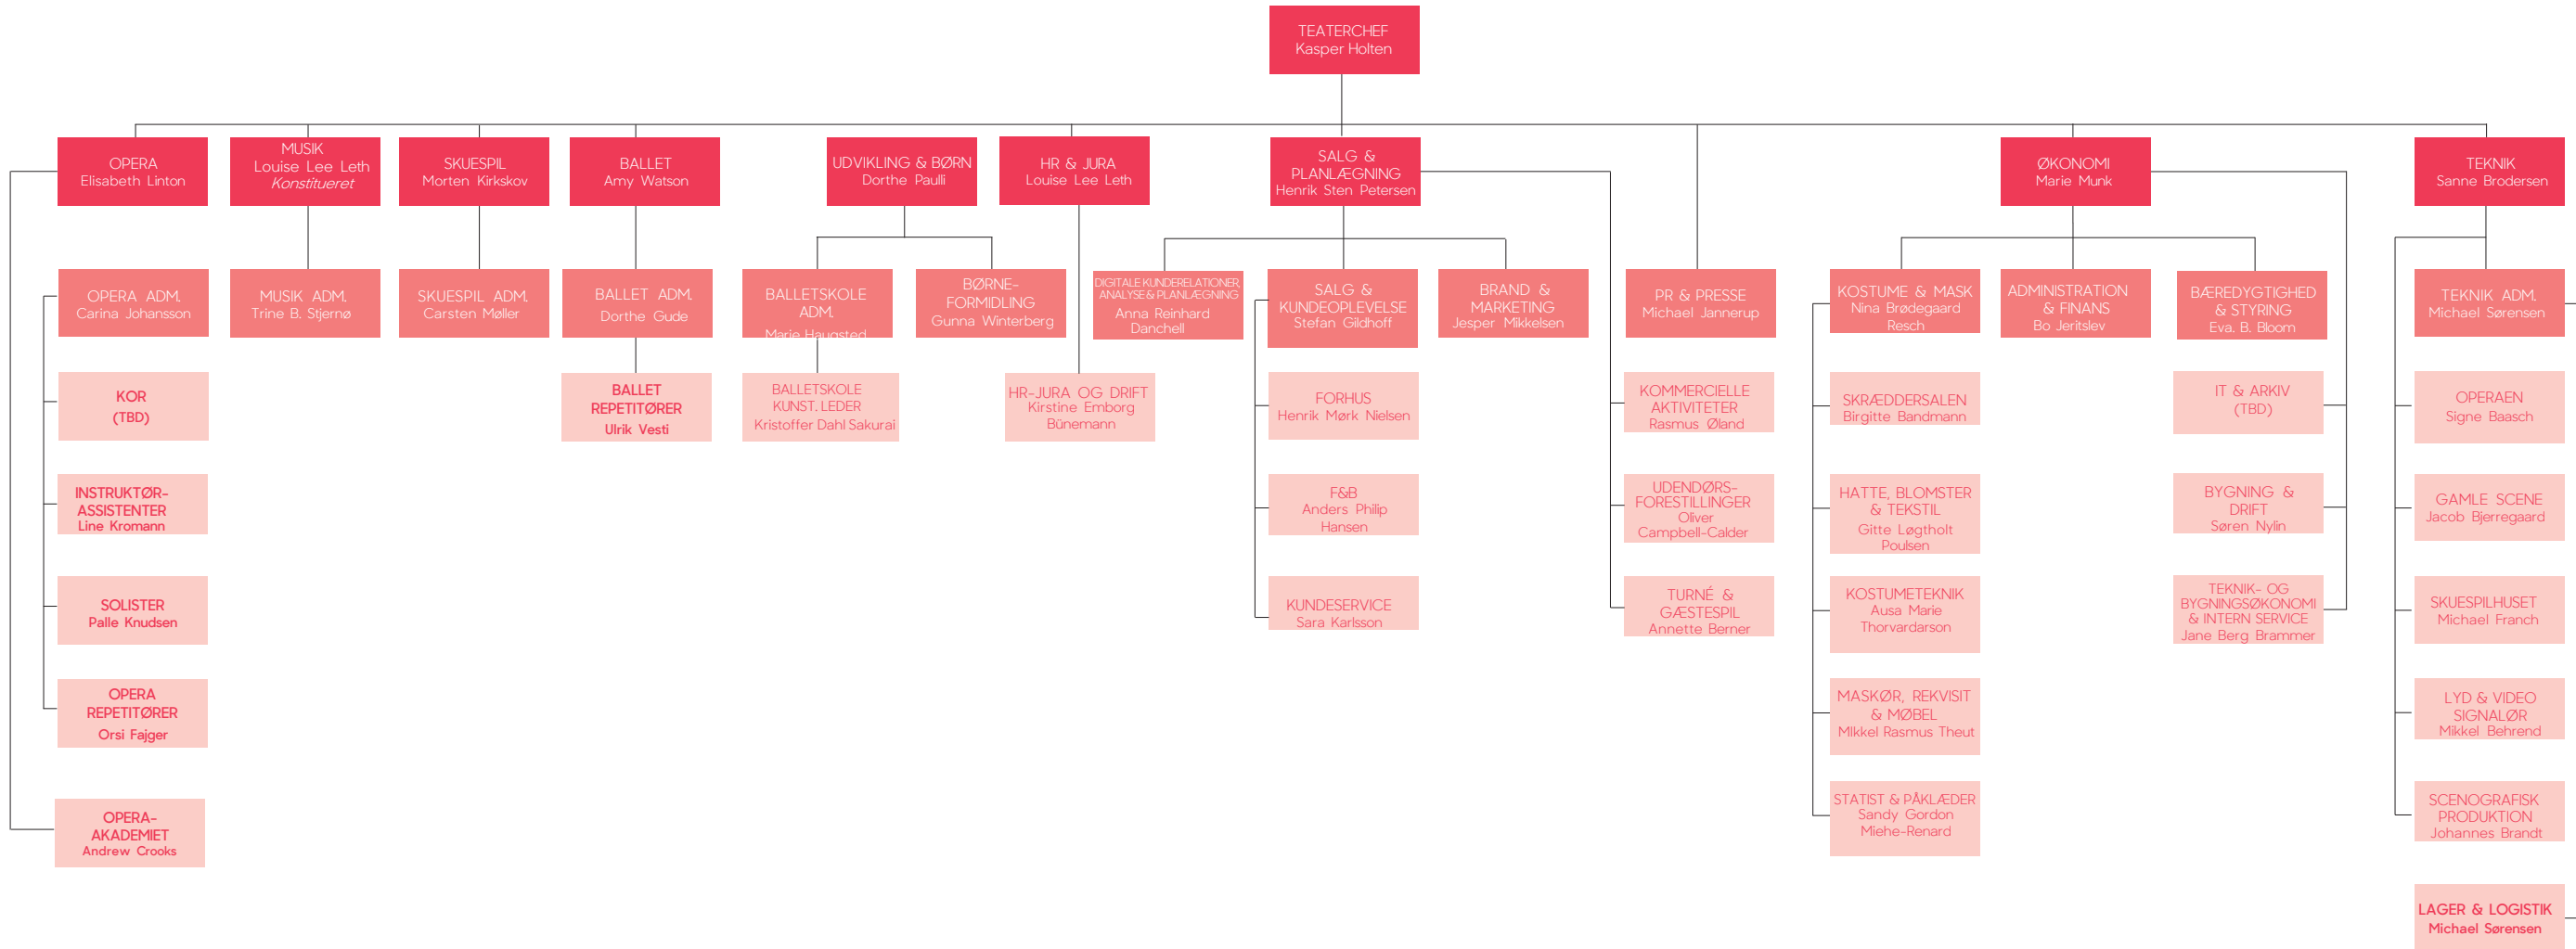 TEATERCHEF
Kasper Holten
OPERA
Elisabeth Linton
MUSIK
Louise Lee Leth
Konstitueret
SKUESPIL
Morten Kirkskov
BALLET
Amy Watson
UDVIKLING & BØRN
Dorthe Paulli
HR & JURA
Louise Lee Leth
SALG &
PLANLÆGNING
Henrik Sten Petersen
ØKONOMI
Marie Munk
TEKNIK
Sanne Brodersen
OPERA ADM.
Carina Johansson
MUSIK ADM.
Trine B. Stjernø
SKUESPIL ADM.
Carsten Møller
BALLET ADM.
Dorthe Gude
BALLETSKOLE
ADM.
Marie Haugsted
BØRNE-
FORMIDLING
Gunna Winterberg
DIGITALE KUNDERELATIONER,
ANALYSE & PLANLÆGNING
Anna Reinhard
Danchell
SALG &
KUNDEOPLEVELSE
Stefan Gildhoff
BRAND &
MARKETING
Jesper Mikkelsen
PR & PRESSE
Michael Jannerup
KOSTUME & MASK
Nina Brødegaard
Resch
ADMINISTRATION
& FINANS
Bo Jeritslev
BÆREDYGTIGHED
& STYRING
Eva. B. Bloom
TEKNIK ADM.
Michael Sørensen
KOR
(TBD)
BALLET
REPETITØRER
Ulrik Vesti
BALLETSKOLE
KUNST. LEDER
Kristoffer Dahl Sakurai
HR-JURA OG DRIFT
Kirstine Emborg
Bünemann
FORHUS
Henrik Mørk Nielsen
KOMMERCIELLE
AKTIVITETER
Rasmus Øland
SKRÆDDERSALEN
Birgitte Bandmann
IT & ARKIV
(TBD)
OPERAEN
Signe Baasch
INSTRUKTØR-
ASSISTENTER
Line Kromann
F&B
Anders Philip
Hansen
UDENDØRS-
FORESTILLINGER
Oliver
Campbell-Calder
HATTE, BLOMSTER
& TEKSTIL
Gitte Løgtholt
Poulsen
BYGNING &
DRIFT
Søren Nylin
GAMLE SCENE
Jacob Bjerregaard
SOLISTER
Palle Knudsen
KUNDESERVICE
Sara Karlsson
TURNÉ &
GÆSTESPIL
Annette Berner
KOSTUMETEKNIK
Ausa Marie
Thorvardarson
TEKNIK- OG
BYGNINGSØKONOMI
& INTERN SERVICE
Jane Berg Brammer
SKUESPILHUSET
Michael Franch
OPERA
REPETITØRER
Orsi Fajger
MASKØR, REKVISIT
& MØBEL
MIkkel Rasmus Theut
LYD & VIDEO
SIGNALØR
Mikkel Behrend
OPERA-
AKADEMIET
Andrew Crooks
STATIST & PÅKLÆDER
Sandy Gordon
Miehe-Renard
SCENOGRAFISK
PRODUKTION
Johannes Brandt
LAGER & LOGISTIK
Michael Sørensen